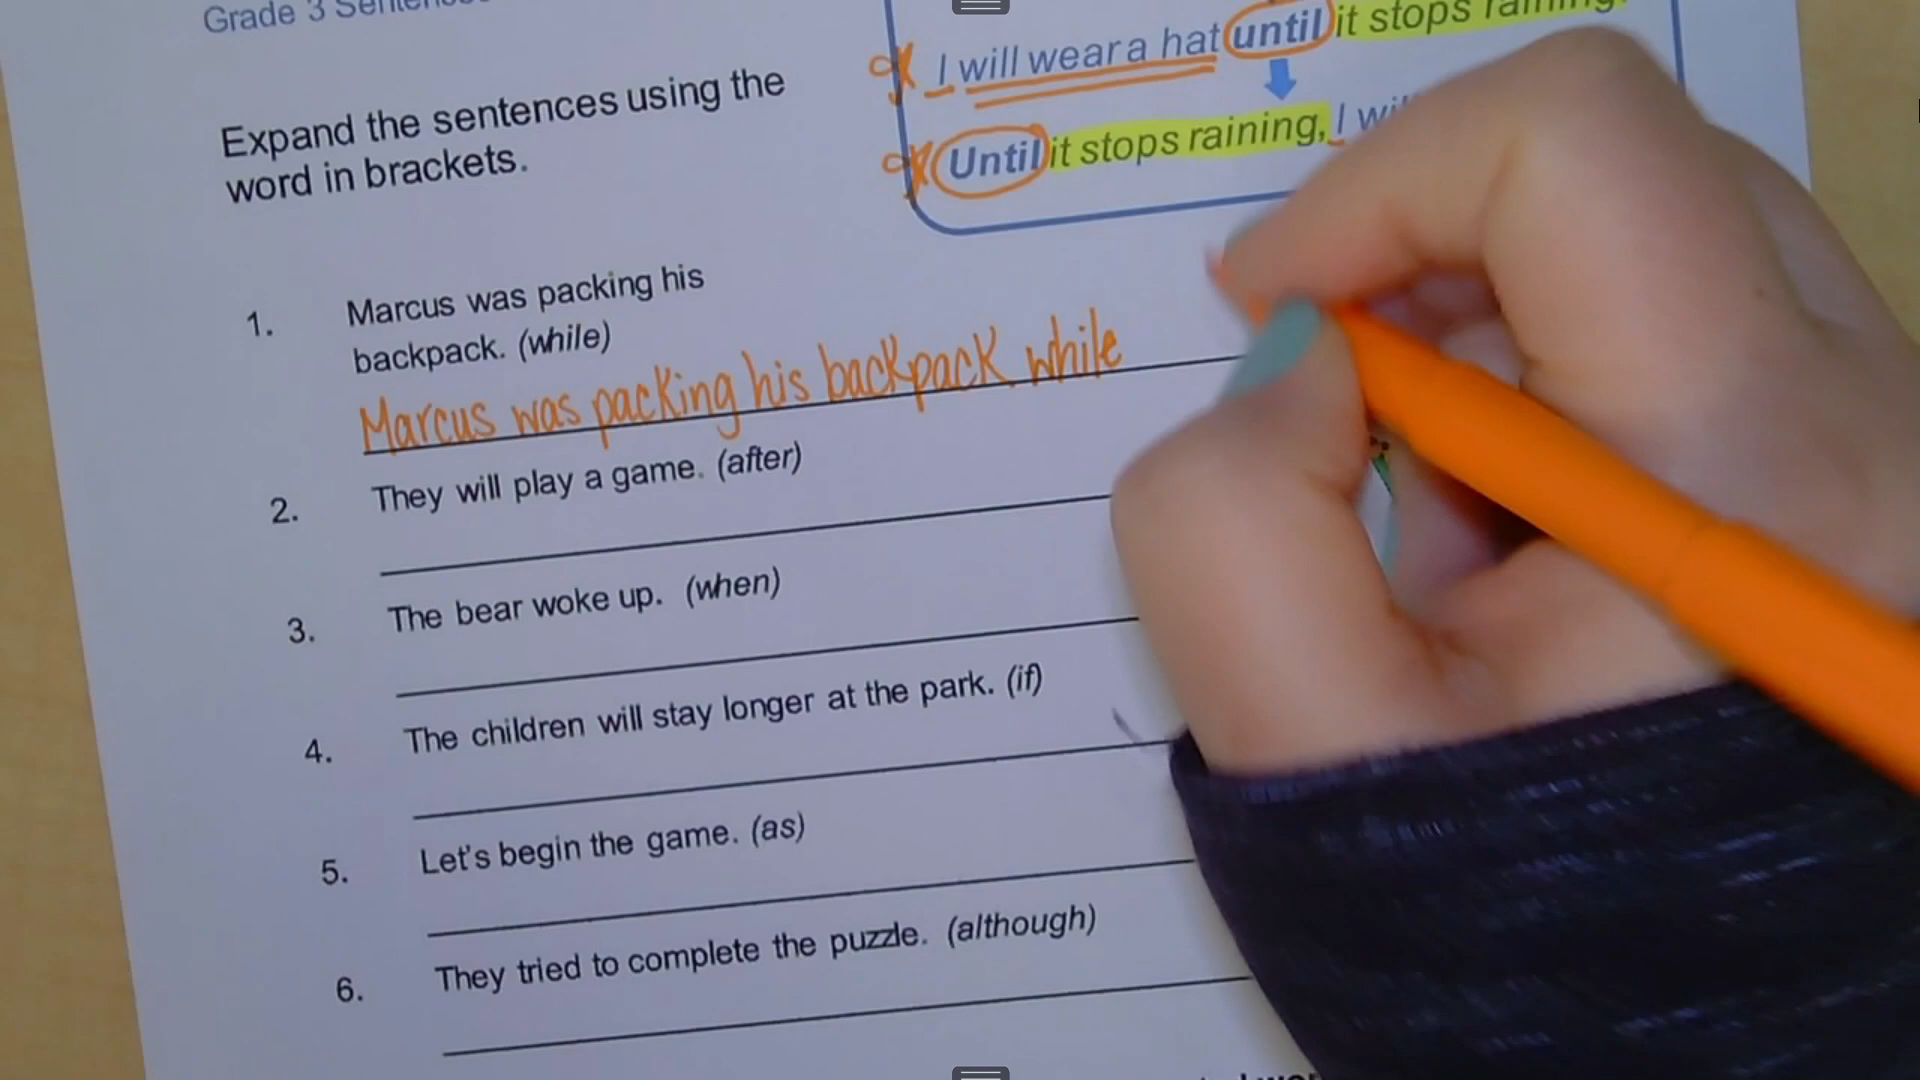 Grade 3
I will wear a hat until it stops raining.
Until it stops raining, I
Expand the sentences using the
word in brackets.
1. Marcus was packing his
backpack. (while)
Marcus was packing his backpack while
2. They will play a game. (after)
3. The bear woke up. (when)
4. The children will stay longer at the park. (if)
5. Let's begin the game. (as)
6. They tried to complete the puzzle. (although)